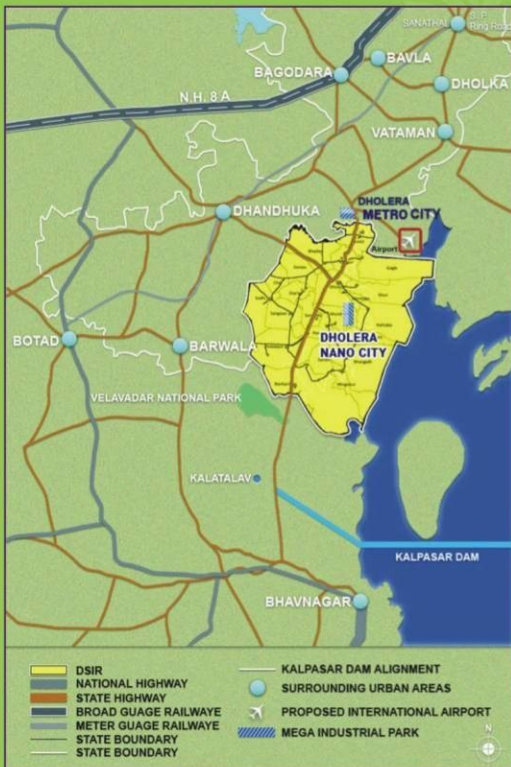 SANATHAL
S. P.
Ring Road
BAVLA
BAGODARA
DHOLKA
N.H. 8 A
VATAMAN
DHOLERA
METRO CITY
DHANDHUKA
Airport
DHOLERA
NANO CITY
BOTAD
BARWALA
VELAVADAR NATIONAL PARK
KALATALAV
KALPASAR DAM
BHAVNAGAR
DSIR
NATIONAL HIGHWAY
STATE HIGHWAY
BROAD GUAGE RAILWAYE
METER GUAGE RAILWAYE
STATE BOUNDARY
STATE BOUNDARY
KALPASAR DAM ALIGNMENT
SURROUNDING URBAN AREAS
PROPOSED INTERNATIONAL AIRPORT
MEGA INDUSTRIAL PARK
N